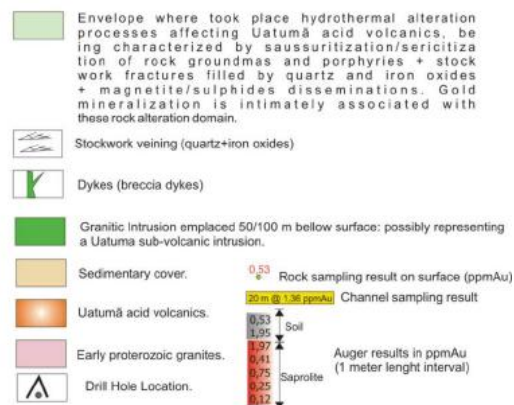 Envelope where took place hydrothermal alteration
processes affecting Uatumã acid volcanics, be
ing characterized by saussuritization/sericitiza
tion of rock groundmas and porphyries + stock
work fractures filled by quartz and iron oxides
+ magnetite/sulphides disseminations. Gold
mineralization is intimately associated with
these rock alteration domain.
Stockwork veining (quartz+iron oxides)
Dykes (breccia dykes)
Granitic Intrusion emplaced 50/100 m bellow surface: possibly representing
a Uatuma sub-volcanic intrusion.
Sedimentary cover.
0,53
Rock sampling result on surface (ppmAu)
20 m @ 1,36 ppmAu
Channel sampling result
Uatumã acid volcanics.
0,53
1,95
Soil
Early proterozoic granites.
1,97
0,41
0,75
0,25
0,12
Saprolite
Auger results in ppmAu
(1 meter lenght interval)
Drill Hole Location.